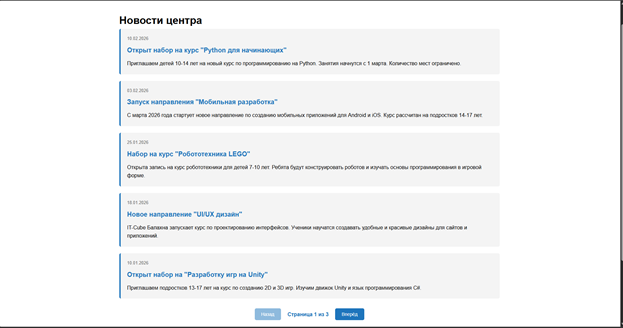 Новости центра
10.02.2026
Открыт набор на курс "Python для начинающих"
Приглашаем детей 10-14 лет на новый курс по программированию на Python. Занятия начнутся с 1 марта. Количество мест ограничено.
03.02.2026
Запуск направления "Мобильная разработка"
С марта 2026 года стартует новое направление по созданию мобильных приложений для Android и iOS. Курс рассчитан на подростков 14-17 лет.
25.01.2026
Набор на курс "Робототехника LEGO"
Открыта запись на курс робототехники для детей 7-10 лет. Ребята будут конструировать роботов и изучать основы программирования в игровой
форме.
18.01.2026
Новое направление "UI/UX дизайн"
IT-Cube Балахна запускает курс по проектированию интерфейсов. Ученики научатся создавать удобные и красивые дизайны для сайтов и
приложений.
10.01.2026
Открыт набор на "Разработку игр на Unity"
Приглашаем подростков 13-17 лет на курс по созданию 2D и 3D игр. Изучим движок Unity и язык программирования C#.
Назад Страница 1 из 3 Вперёд